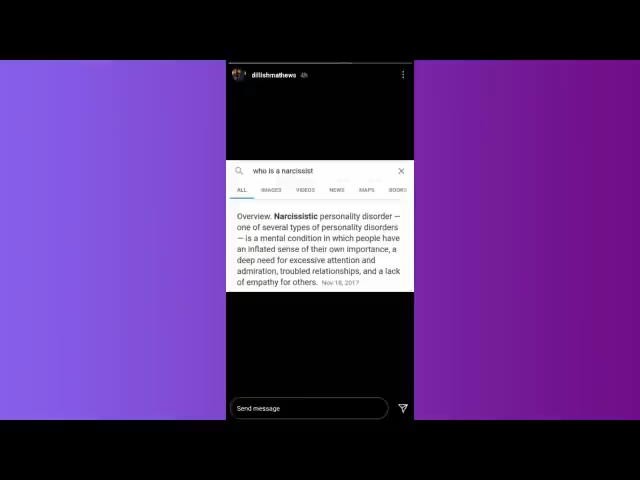 dillishmathews 4h
who is a narcissist
ALL IMAGES VIDEOS NEWS MAPS BOOKS
Overview. Narcissistic personality disorder —
one of several types of personality disorders
— is a mental condition in which people have
an inflated sense of their own importance, a
deep need for excessive attention and
admiration, troubled relationships, and a lack
of empathy for others. Nov 18, 2017
Send message